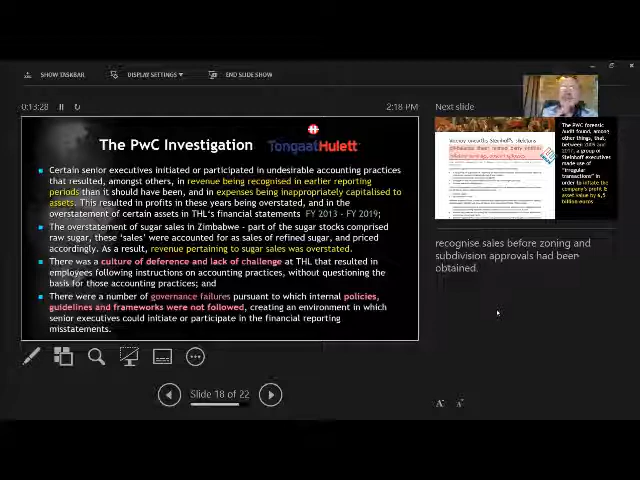 SHOW TASKBAR
DISPLAY SETTINGS ▼
END SLIDE SHOW
0:13:28
2:18 PM
The PwC Investigation
TongaatHulett
Certain senior executives initiated or participated in undesirable accounting practices
that resulted, amongst others, in revenue being recognised in earlier reporting
periods than it should have been, and in expenses being inappropriately capitalised to
assets. This resulted in profits in these years being overstated, and in the
overstatement of certain assets in THL's financial statements FY 2013 - FY 2019;
The overstatement of sugar sales in Zimbabwe - part of the sugar stocks comprised
raw sugar, these 'sales' were accounted for as sales of refined sugar, and priced
accordingly. As a result, revenue pertaining to sugar sales was overstated.
There was a culture of deference and lack of challenge at THL that resulted in
employees following instructions on accounting practices, without questioning the
basis for those accounting practices; and
There were a number of governance failures pursuant to which internal policies,
guidelines and frameworks were not followed, creating an environment in which
senior executives could initiate or participate in the financial reporting
misstatements.
Slide 18 of 22
Next slide
Viceroy unearths Steinhoff's skeletons
The PWC forensic
Audit found, among
other things, that,
between 2009 and
2017, a group of
Steinhoff executives
made use of
"irregular
transactions" in
order to inflate the
company's profit &
asset value by 6,5
billion euros
recognise sales before zoning and
subdivision approvals had been
obtained.
A A